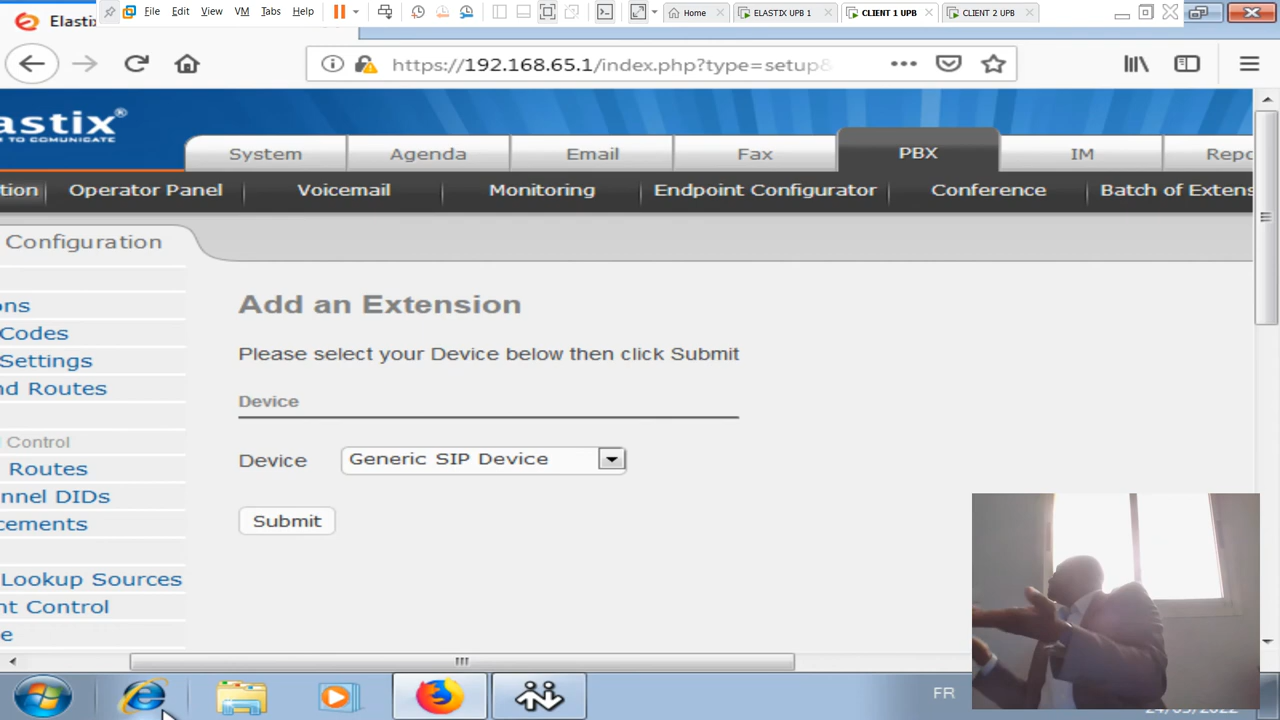 Elastix
File Edit View VM Tabs Help
Home ELASTIX UPB 1 CLIENT 1 UPB CLIENT 2 UPB
https://192.168.65.1/index.php?type=setup&
astix®
TO COMUNICATE
System Agenda Email Fax PBX IM Repo
tion Operator Panel Voicemail Monitoring Endpoint Configurator Conference Batch of Extens
Configuration
Add an Extension
ons
Codes
Please select your Device below then click Submit
Settings
nd Routes
Device
Control
Device Generic SIP Device
Routes
nnel DIDs
cements
Submit
Lookup Sources
nt Control
e
FR